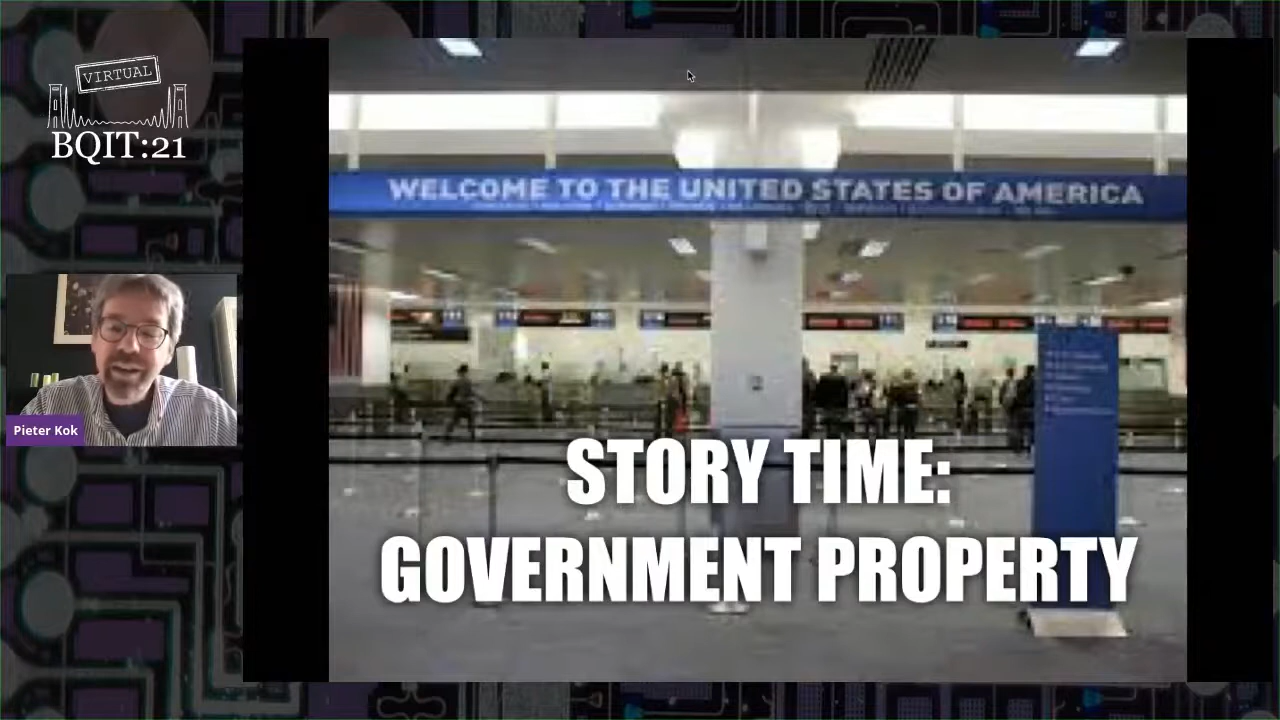 VIRTUAL
BQIT:21
WELCOME TO THE UNITED STATES OF AMERICA
Pieter Kok
STORY TIME:
GOVERNMENT PROPERTY